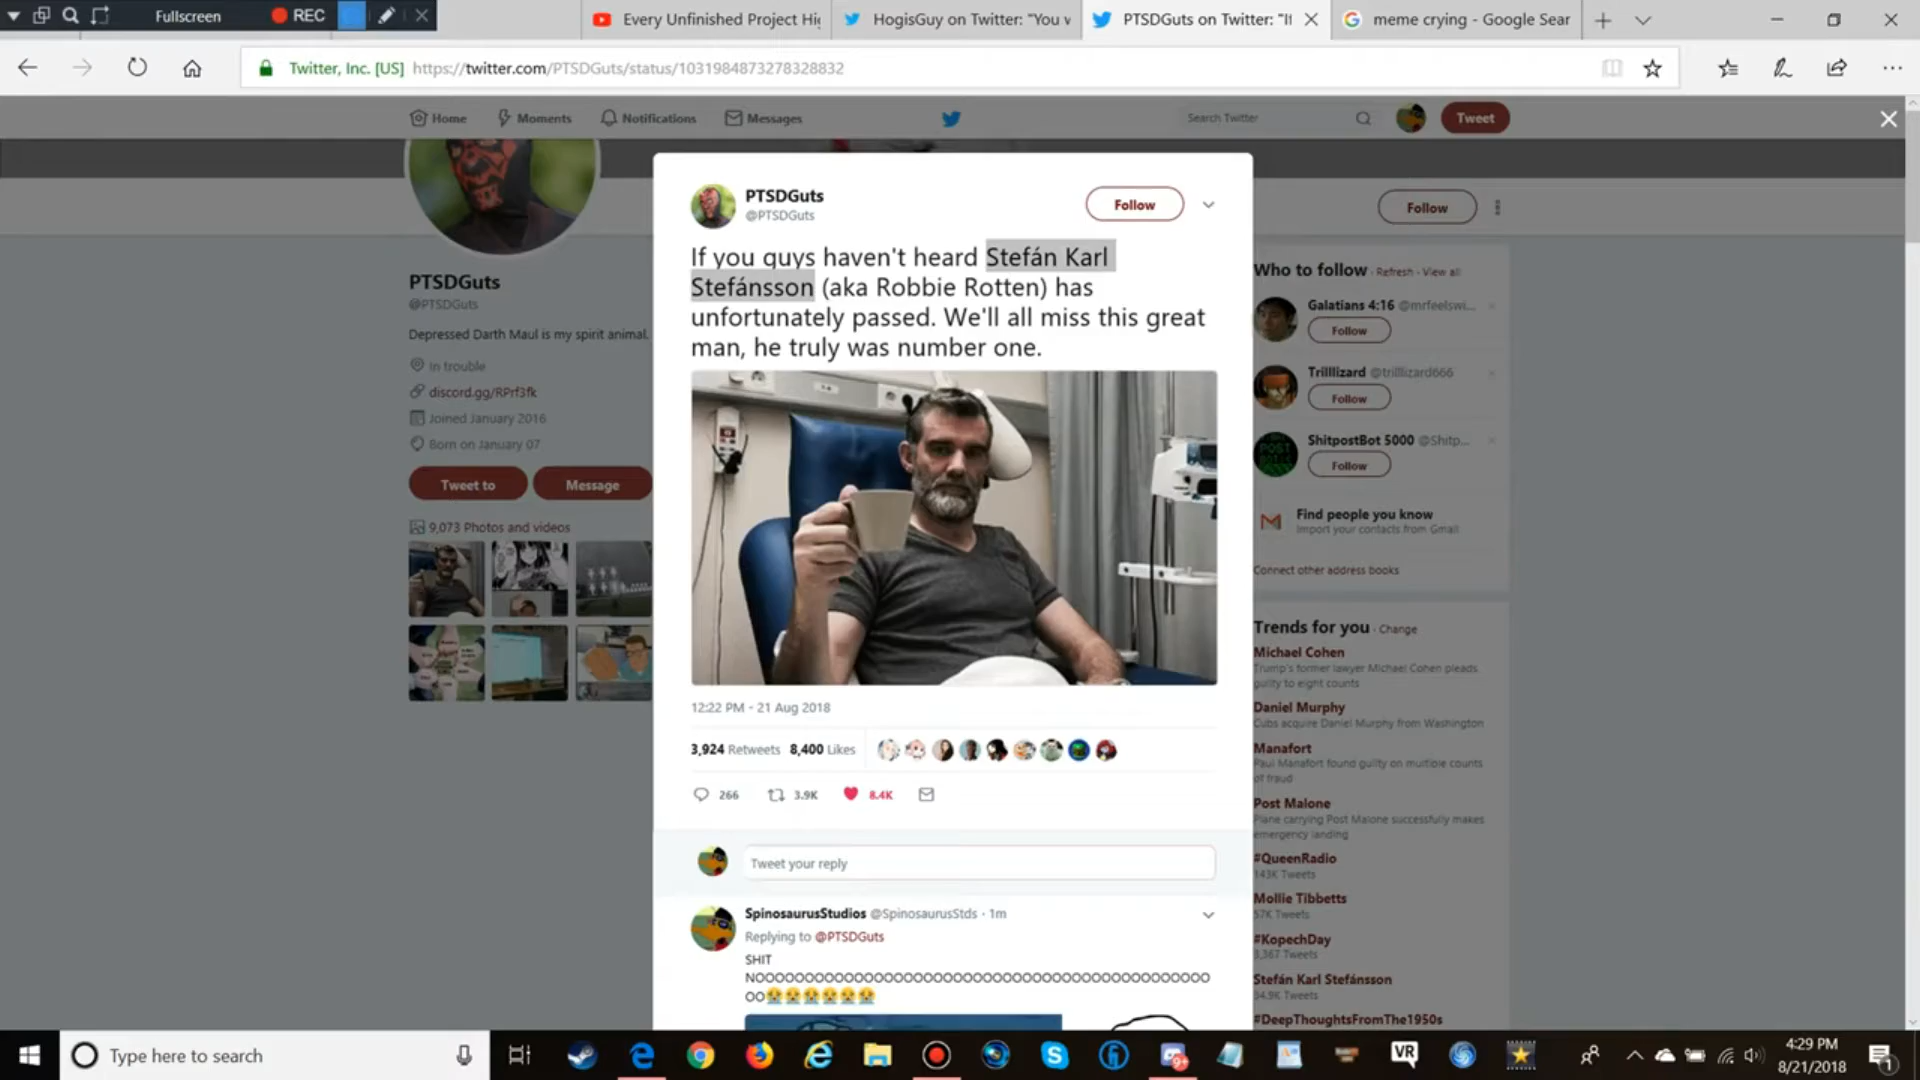 Fullscreen
REC
Every Unfinished Project Hi
HogisGuy on Twitter: "You v
PTSDGuts on Twitter: "If
meme crying - Google Sear
Twitter, Inc. [US] https://twitter.com/PTSDGuts/status/1031984873278328832
Home
Moments
Notifications
Messages
Search Twitter
Tweet
PTSDGuts
@PTSDGuts
Depressed Darth Maul is my spirit animal.
In trouble
discord.gg/RPrf3fk
Joined January 2016
Born on January 07
Tweet to
Message
9,073 Photos and videos
PTSDGuts
@PTSDGuts
Follow
If you guys haven't heard Stefán Karl
Stefánsson (aka Robbie Rotten) has
unfortunately passed. We'll all miss this great
man, he truly was number one.
12:22 PM - 21 Aug 2018
3,924 Retweets 8,400 Likes
266
3.9K
8.4K
Tweet your reply
SpinosaurusStudios @SpinosaurusStds · 1m
Replying to @PTSDGuts
SHIT
NOOOOOOOOOOOOOOOOOOOOOOOOOOOOOOOOOOOOOOOOOOOOOO
OO😭😭😭😭😭😭
Follow
Who to follow · Refresh · View all
Galatians 4:16 @mrfeelswi...
Follow
Trilllizard @trilllizard666
Follow
ShitpostBot 5000 @Shitp...
Follow
Find people you know
Import your contacts from Gmail
Connect other address books
Trends for you · Change
Michael Cohen
Trump's former lawyer Michael Cohen pleads
guilty to eight counts
Daniel Murphy
Cubs acquire Daniel Murphy from Washington
Manafort
Paul Manafort found guilty on multiple counts
of fraud
Post Malone
Plane carrying Post Malone successfully makes
emergency landing
#QueenRadio
143K Tweets
Mollie Tibbetts
57K Tweets
#KopechDay
3,367 Tweets
Stefán Karl Stefánsson
34.9K Tweets
#DeepThoughtsFromThe1950s
Type here to search
9+
VR
4:29 PM
8/21/2018
1